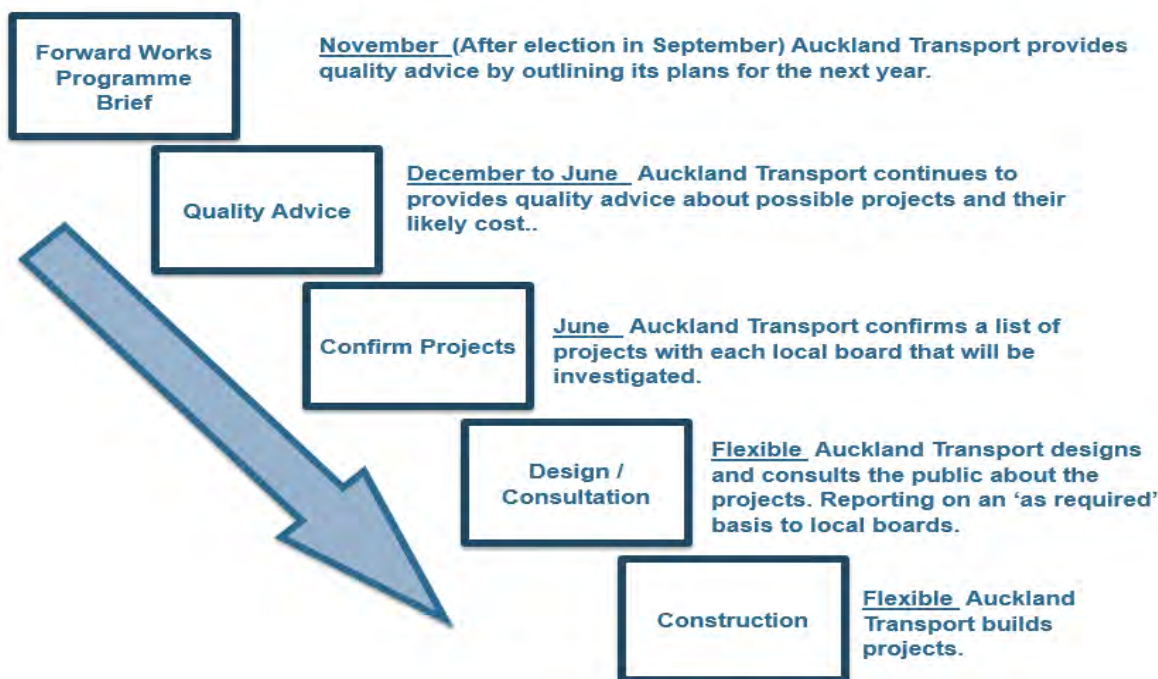 Forward Works
Programme
Brief
November (After election in September) Auckland Transport provides
quality advice by outlining its plans for the next year.
Quality Advice
December to June Auckland Transport continues to
provides quality advice about possible projects and their
likely cost..
Confirm Projects
June Auckland Transport confirms a list of
projects with each local board that will be
investigated.
Design /
Consultation
Flexible Auckland Transport designs
and consults the public about the
projects. Reporting on an ‘as required’
basis to local boards.
Construction
Flexible Auckland
Transport builds
projects.